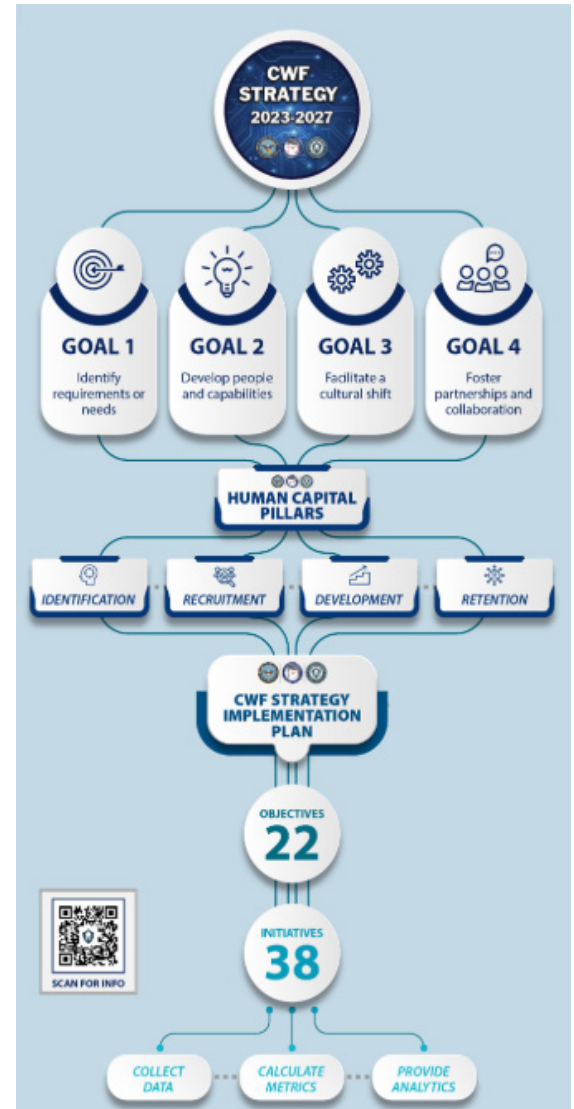 CWF
STRATEGY
2023-2027
GOAL 1
Identify
requirements or
needs
GOAL 2
Develop people
and capabilities
GOAL 3
Facilitate a
cultural shift
GOAL 4
Foster
partnerships and
collaboration
HUMAN CAPITAL
PILLARS
IDENTIFICATION
RECRUITMENT
DEVELOPMENT
RETENTION
CWF STRATEGY
IMPLEMENTATION
PLAN
OBJECTIVES
22
INITIATIVES
38
SCAN FOR INFO
COLLECT
DATA
CALCULATE
METRICS
PROVIDE
ANALYTICS